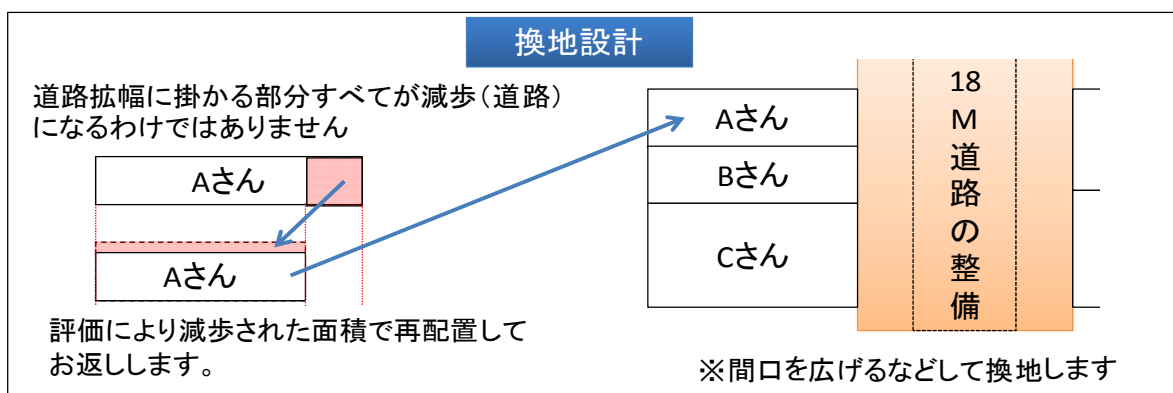 換地設計
道路拡幅に掛かる部分すべてが減歩(道路)
になるわけではありません
Aさん
Aさん
評価により減歩された面積で再配置して
お返しします。
Aさん
Bさん
Cさん
18M道路の整備
※間口を広げるなどして換地します